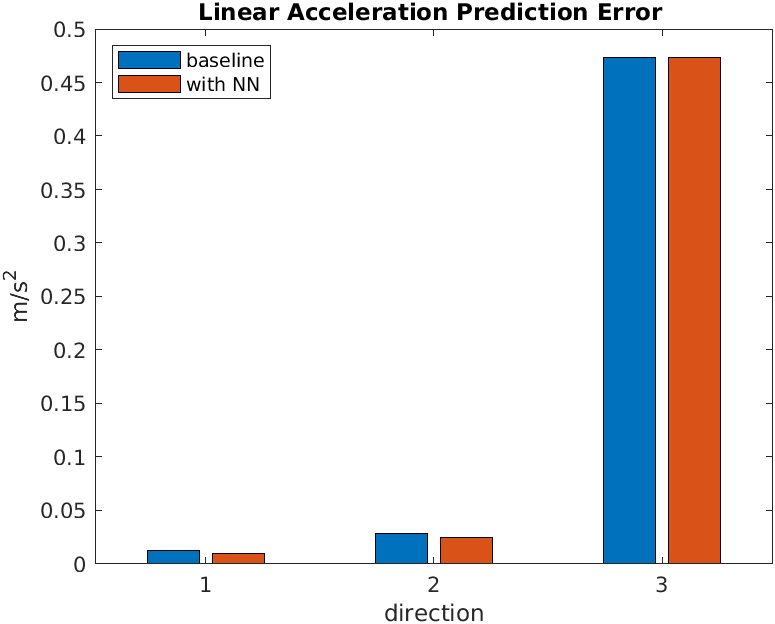 Linear Acceleration Prediction Error
baseline
with NN
m/s²
0.5
0.45
0.4
0.35
0.3
0.25
0.2
0.15
0.1
0.05
0
1
2
3
direction